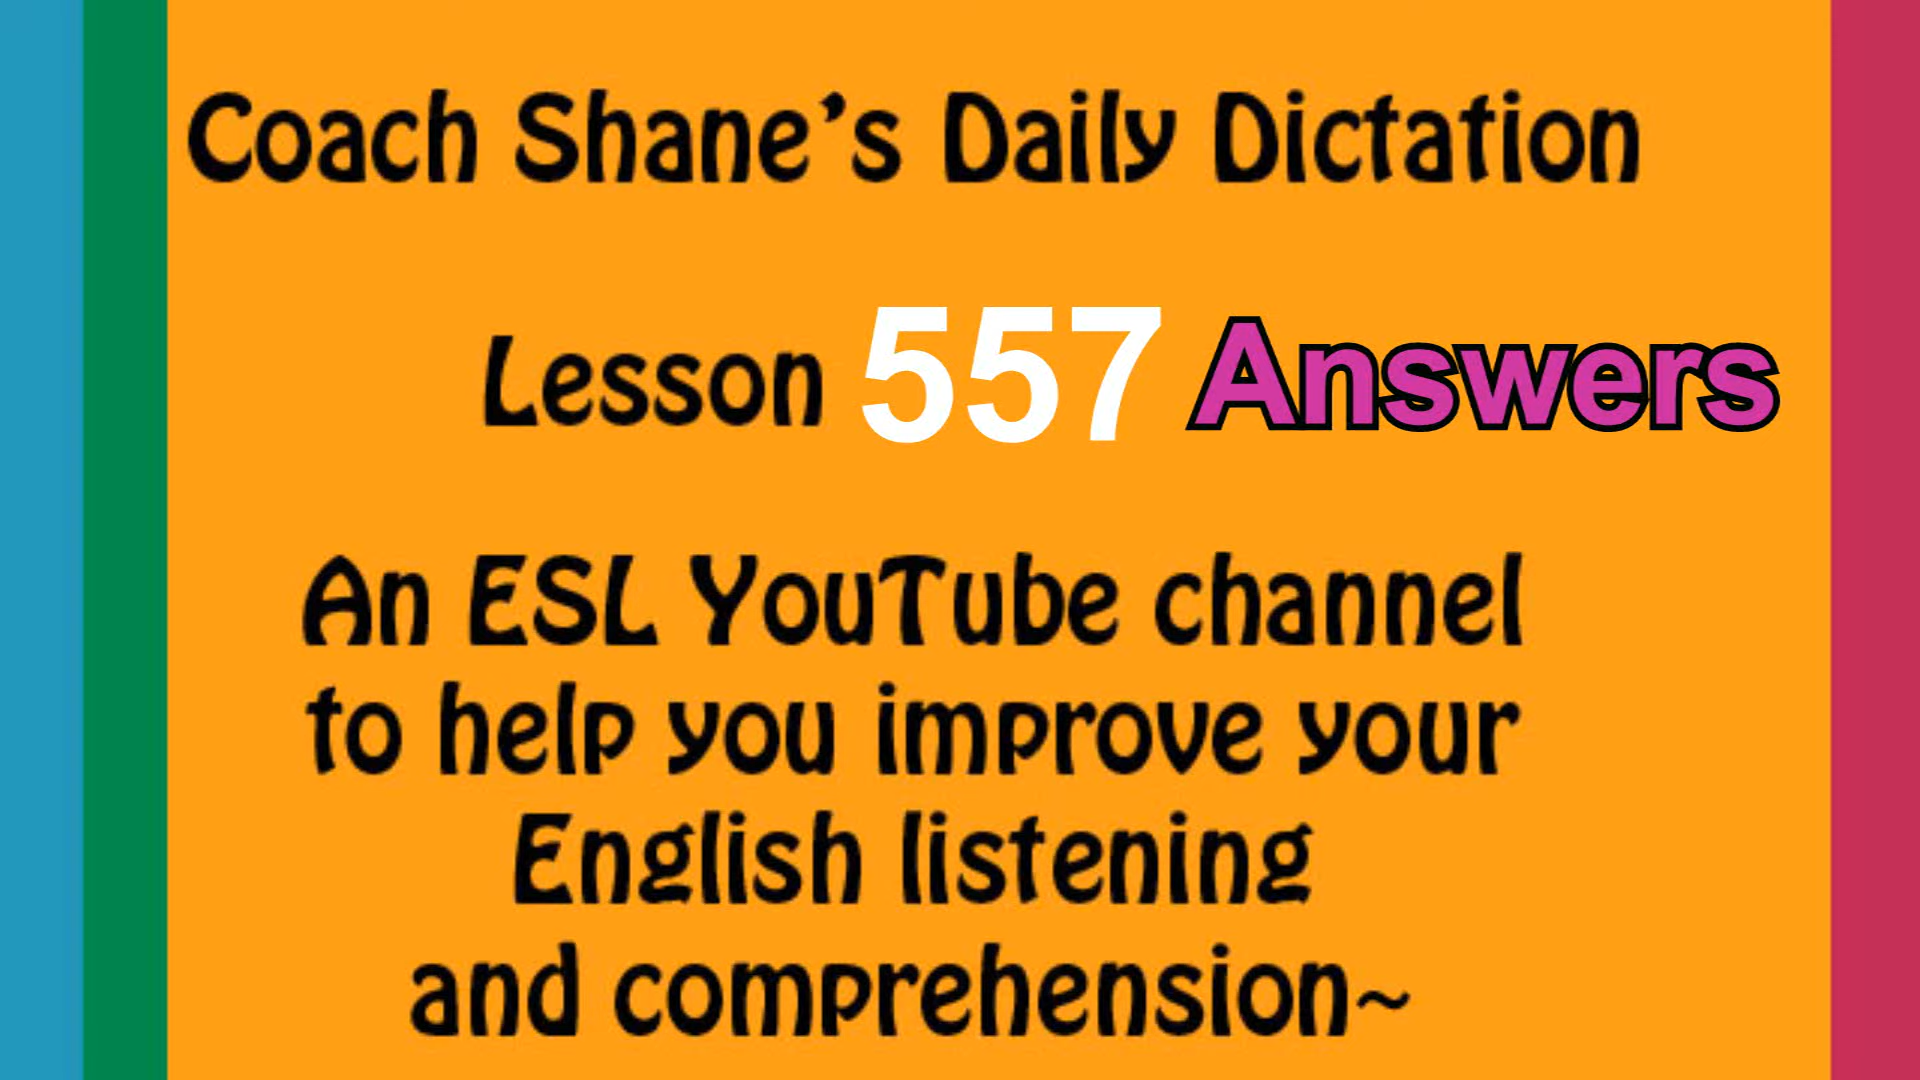 Coach Shane's Daily Dictation
Lesson 557 Answers
An ESL YouTube channel
to help you improve your
English listening
and comprehension~